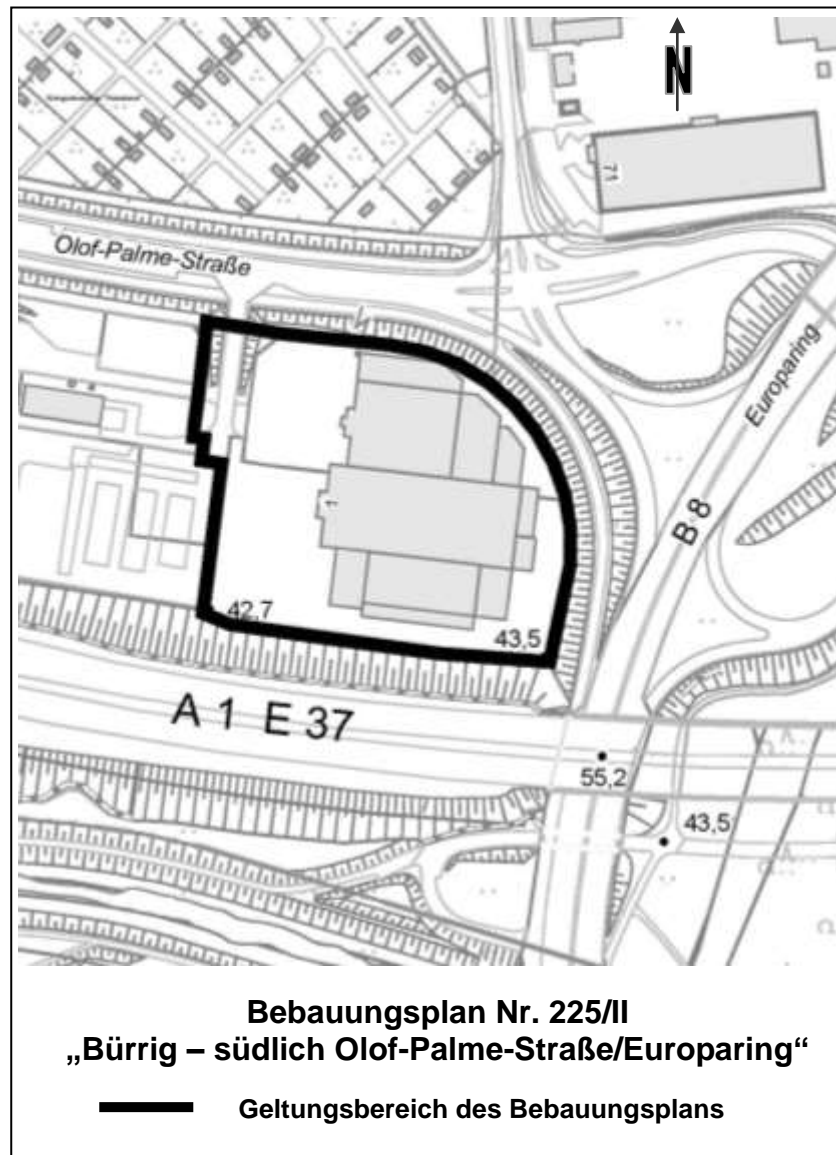 N
71
Olof-Palme-Straße
Europaring
B 8
1
42,7
43,5
A 1 E 37
55,2
43,5
Bebauungsplan Nr. 225/II
„Bürrig – südlich Olof-Palme-Straße/Europaring“
Geltungsbereich des Bebauungsplans